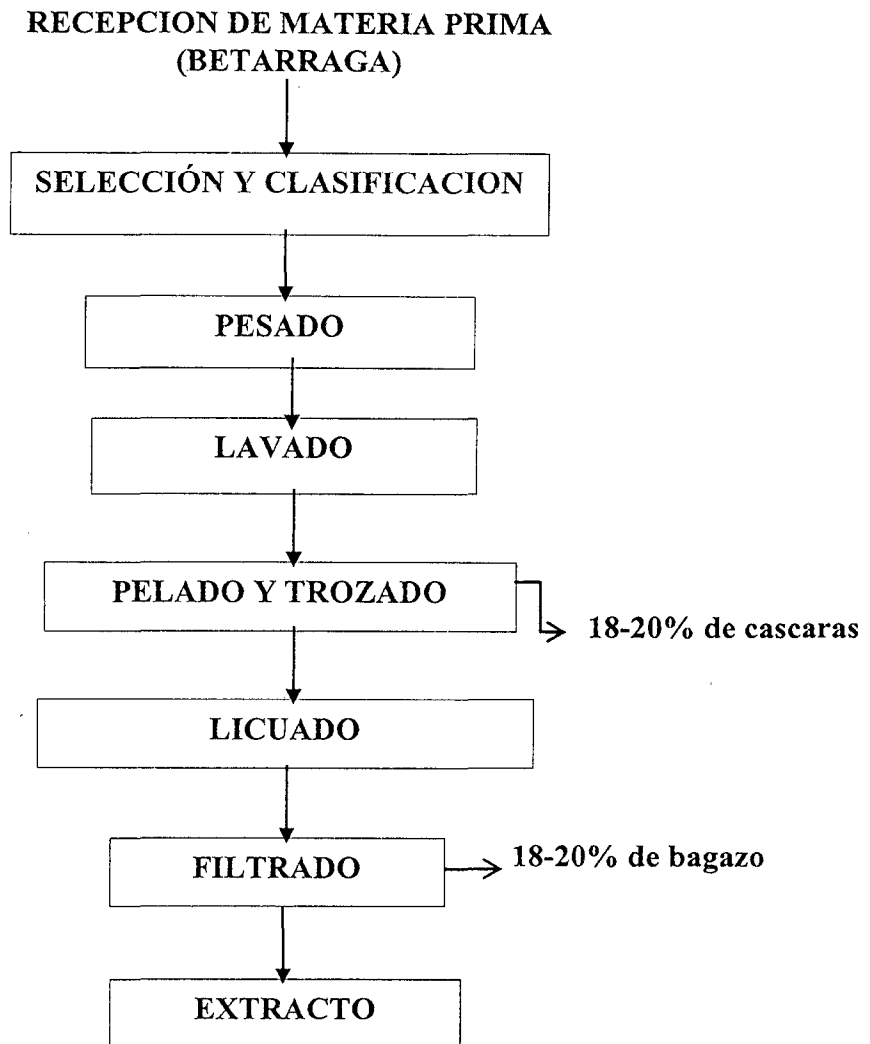 RECEPCION DE MATERIA PRIMA
(BETARRAGA)
SELECCIÓN Y CLASIFICACION
PESADO
LAVADO
PELADO Y TROZADO
18-20% de cascaras
LICUADO
FILTRADO
18-20% de bagazo
EXTRACTO